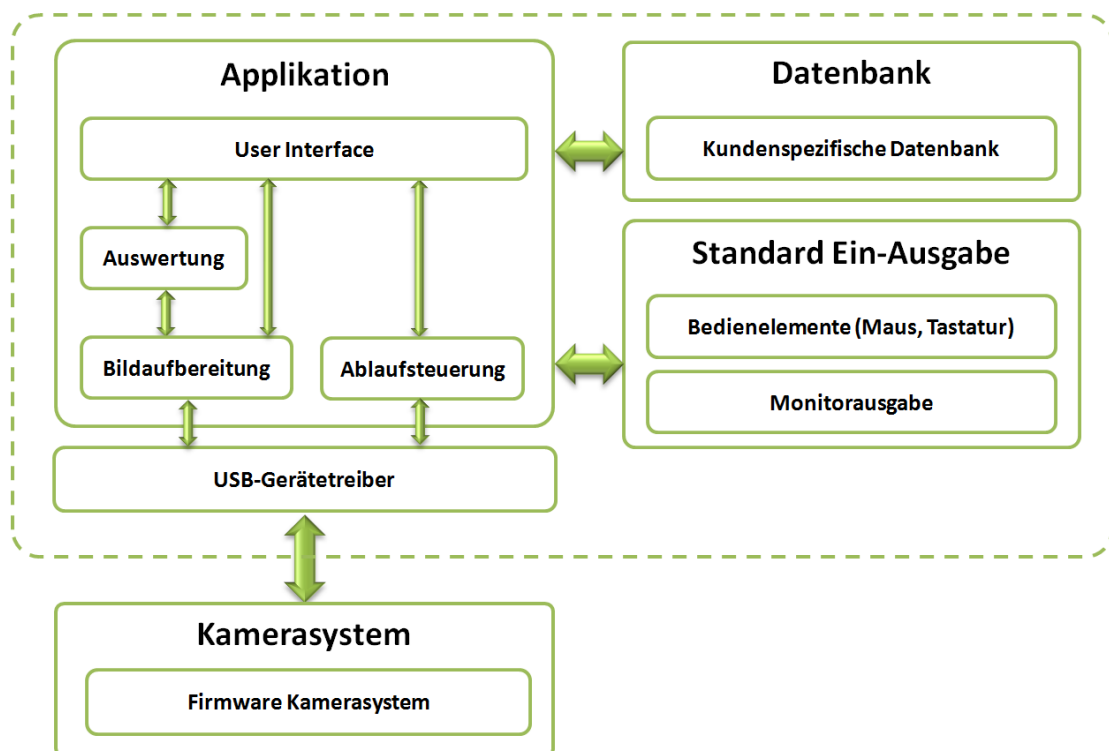 Applikation
User Interface
Auswertung
Bildaufbereitung
Ablaufsteuerung
USB-Gerätetreiber
Datenbank
Kundenspezifische Datenbank
Standard Ein-Ausgabe
Bedienelemente (Maus, Tastatur)
Monitorausgabe
Kamerasystem
Firmware Kamerasystem